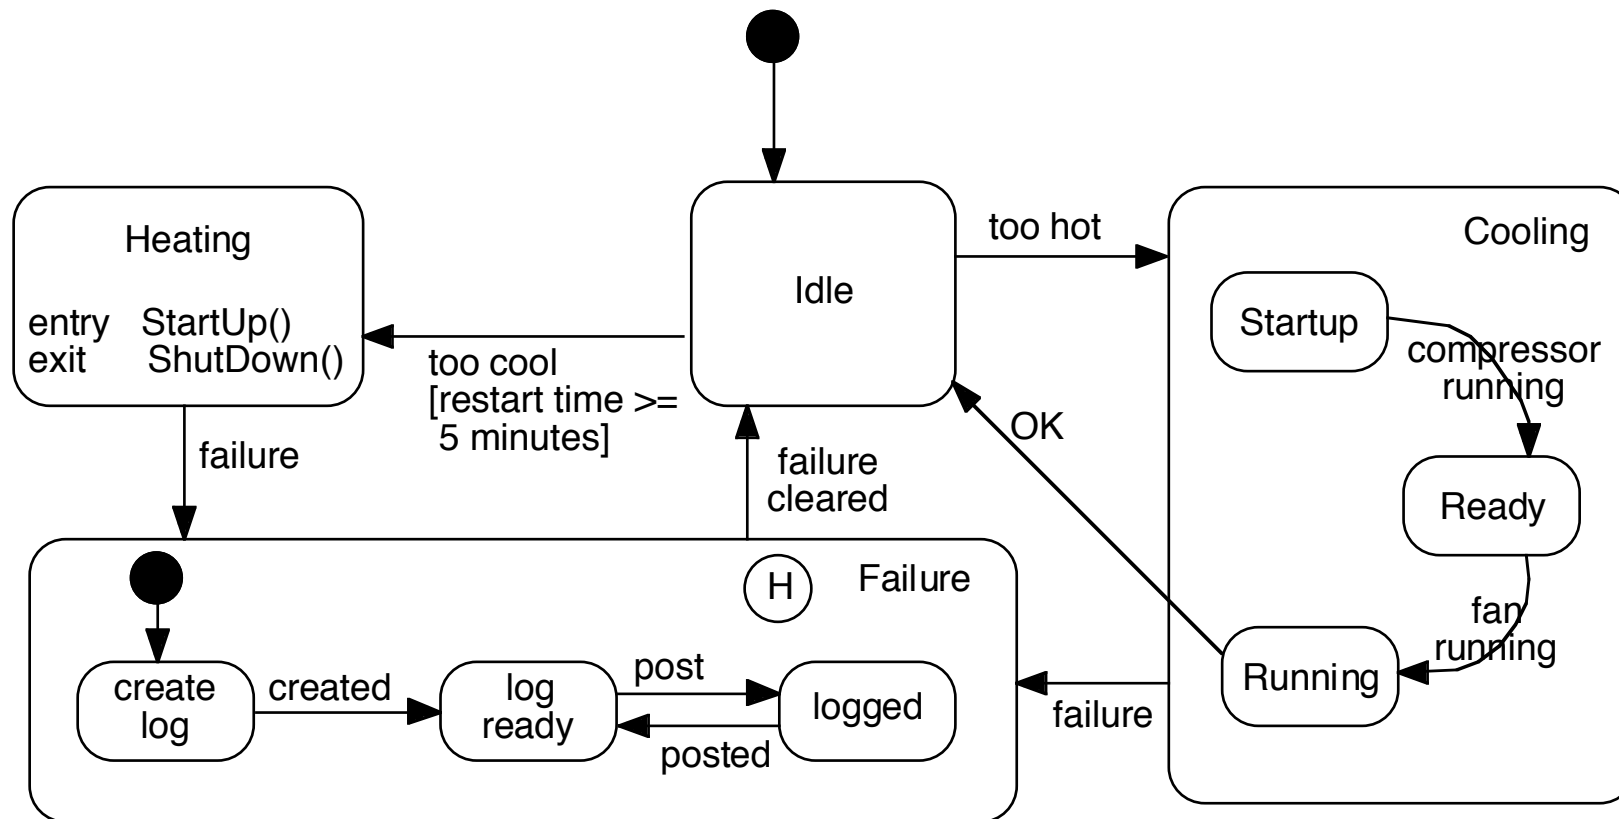 Heating
entry StartUp()
exit ShutDown()
too cool
[restart time >=
5 minutes]
Idle
too hot
Cooling
Startup
compressor
running
Ready
fan
running
Running
OK
failure
failure
cleared
failure
H
Failure
create
log
created
log
ready
post
posted
logged